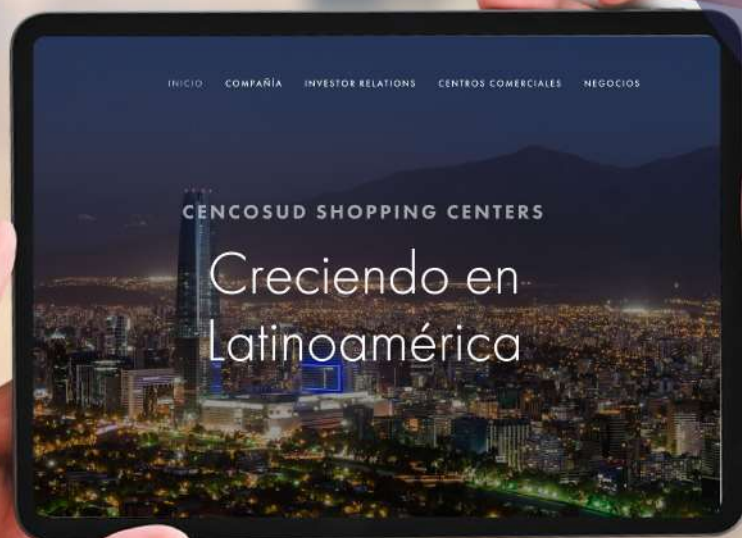 INICIO COMPAÑÍA INVESTOR RELATIONS CENTROS COMERCIALES NEGOCIOS
CENCOSUD SHOPPING CENTERS
Creciendo en
Latinoamérica